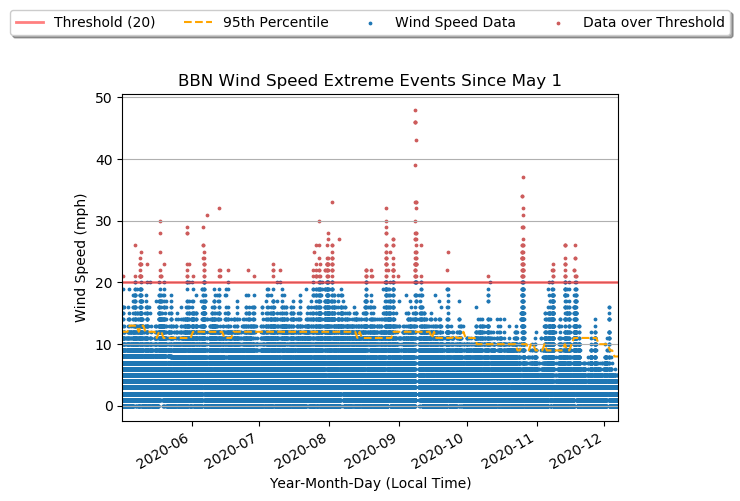 Threshold (20) 95th Percentile Wind Speed Data Data over Threshold
BBN Wind Speed Extreme Events Since May 1
50
40
30
20
10
0
Wind Speed (mph)
2020-06 2020-07 2020-08 2020-09 2020-10 2020-11 2020-12
Year-Month-Day (Local Time)